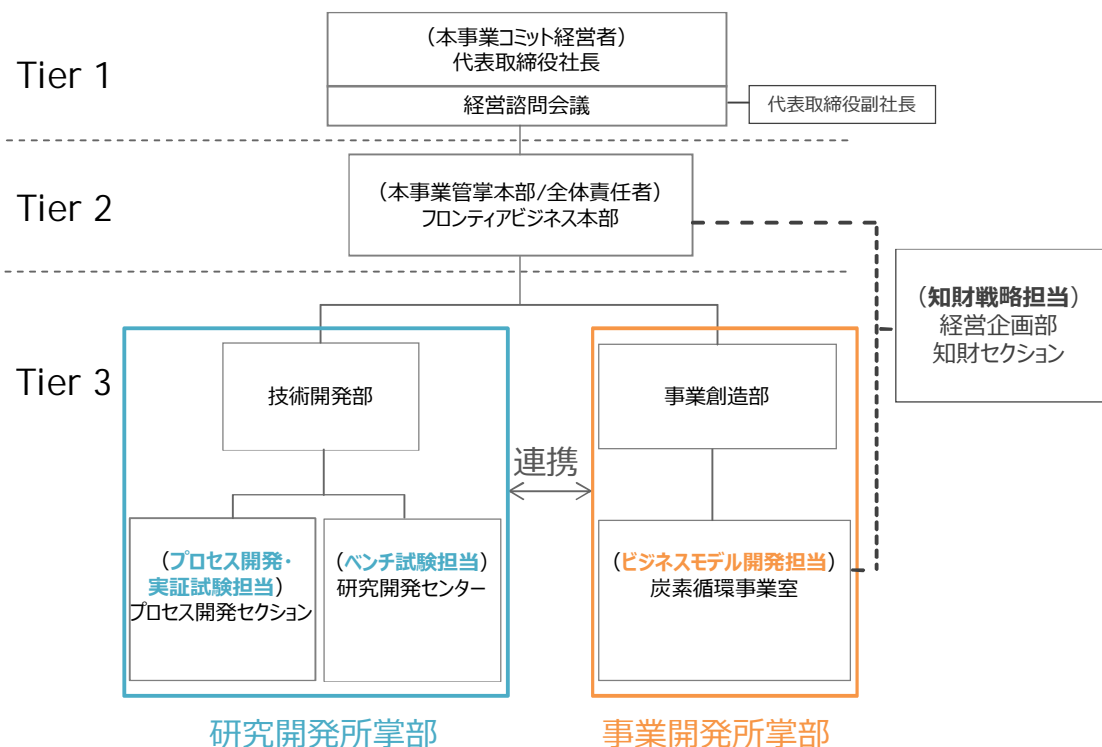 Tier 1
（本事業コミット経営者）
代表取締役社長
経営諮問会議
代表取締役副社長
Tier 2
（本事業管掌本部/全体責任者）
フロンティアビジネス本部
（知財戦略担当）
経営企画部
知財セクション
Tier 3
技術開発部
事業創造部
連携
（プロセス開発・
実証試験担当）
プロセス開発セクション
（ベンチ試験担当）
研究開発センター
（ビジネスモデル開発担当）
炭素循環事業室
研究開発所掌部
事業開発所掌部